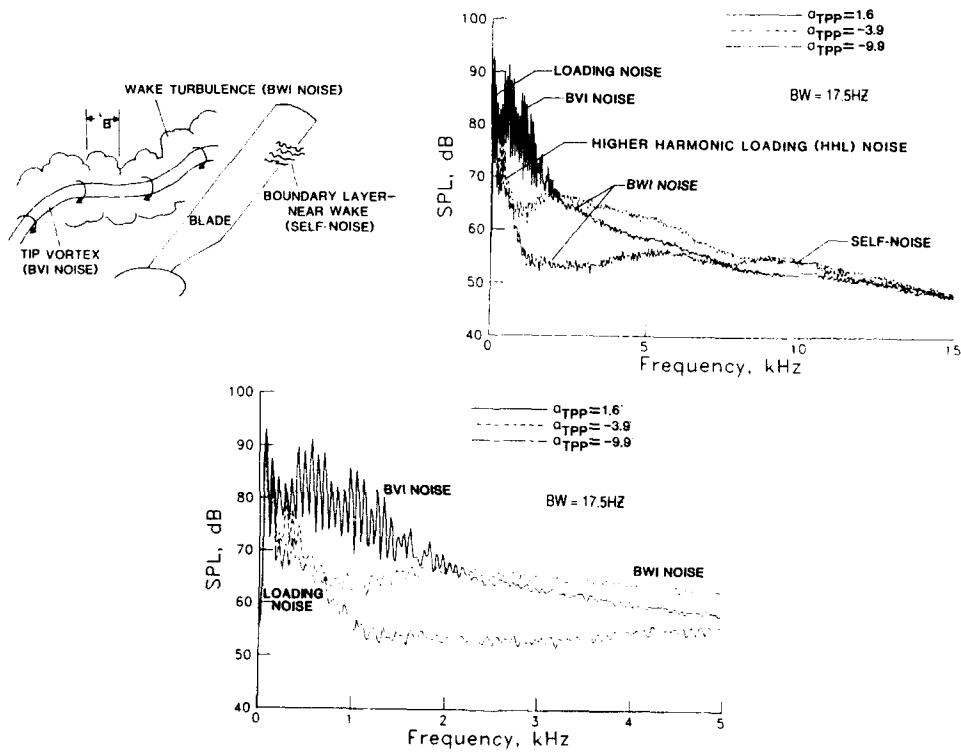 WAKE TURBULENCE (BWI NOISE)
B
BLADE
BOUNDARY LAYER–
NEAR WAKE
(SELF-NOISE)
TIP VORTEX
(BVI NOISE)
αTPP=1.6
αTPP=-3.9
αTPP=-9.9
100
90
80
70
60
50
40
SPL, dB
LOADING NOISE
BVI NOISE
BW = 17.5HZ
HIGHER HARMONIC LOADING (HHL) NOISE
BWI NOISE
SELF-NOISE
0
5
10
15
Frequency, kHz
αTPP=1.6
αTPP=-3.9
αTPP=-9.9
100
90
80
70
60
50
40
SPL, dB
BVI NOISE
BW = 17.5HZ
BWI NOISE
LOADING
NOISE
0
1
2
3
4
5
Frequency, kHz